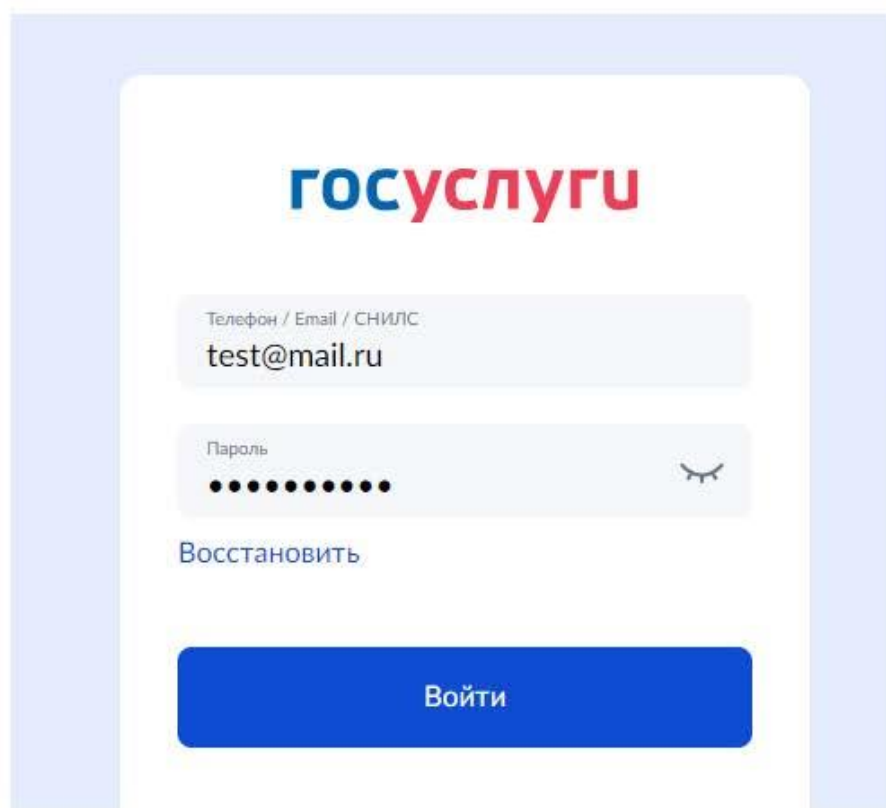 госуслуги
Телефон / Email / СНИЛС
test@mail.ru
Пароль
••••••••••
Восстановить
Войти